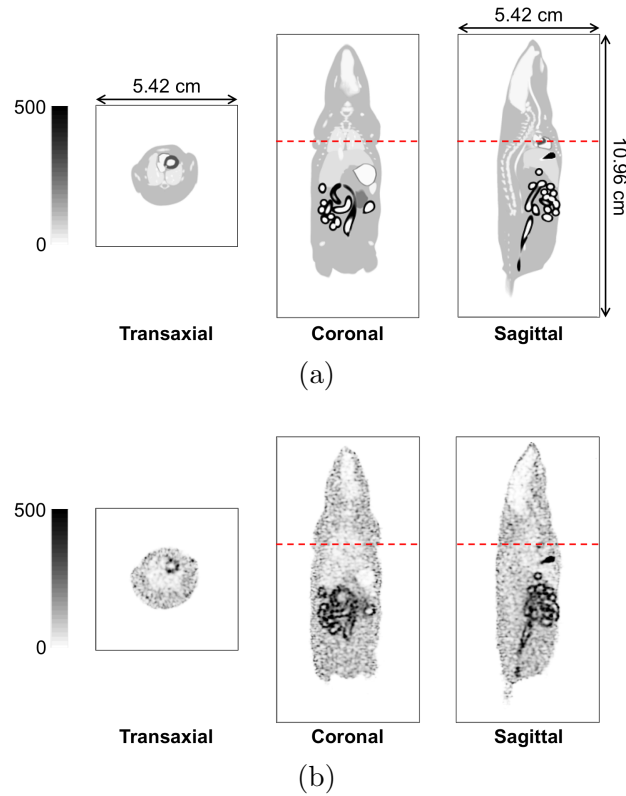 5.42 cm
5.42 cm
500
0
10.96 cm
Transaxial Coronal Sagittal
(a)
500
0
Transaxial Coronal Sagittal
(b)